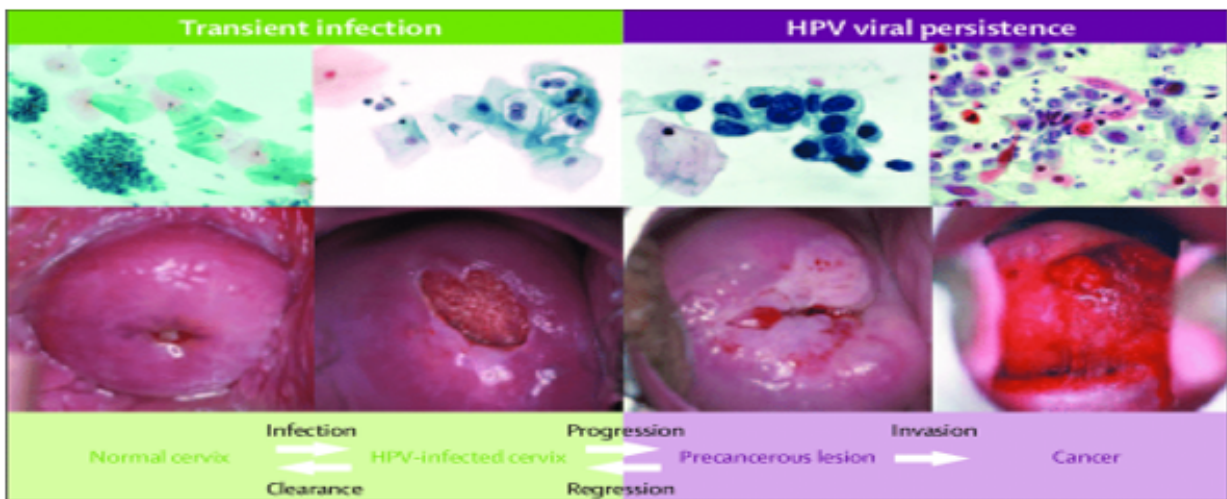 Transient infection
HPV viral persistence
Infection
Progression
Invasion
Normal cervix
HPV-infected cervix
Precancerous lesion
Cancer
Clearance
Regression